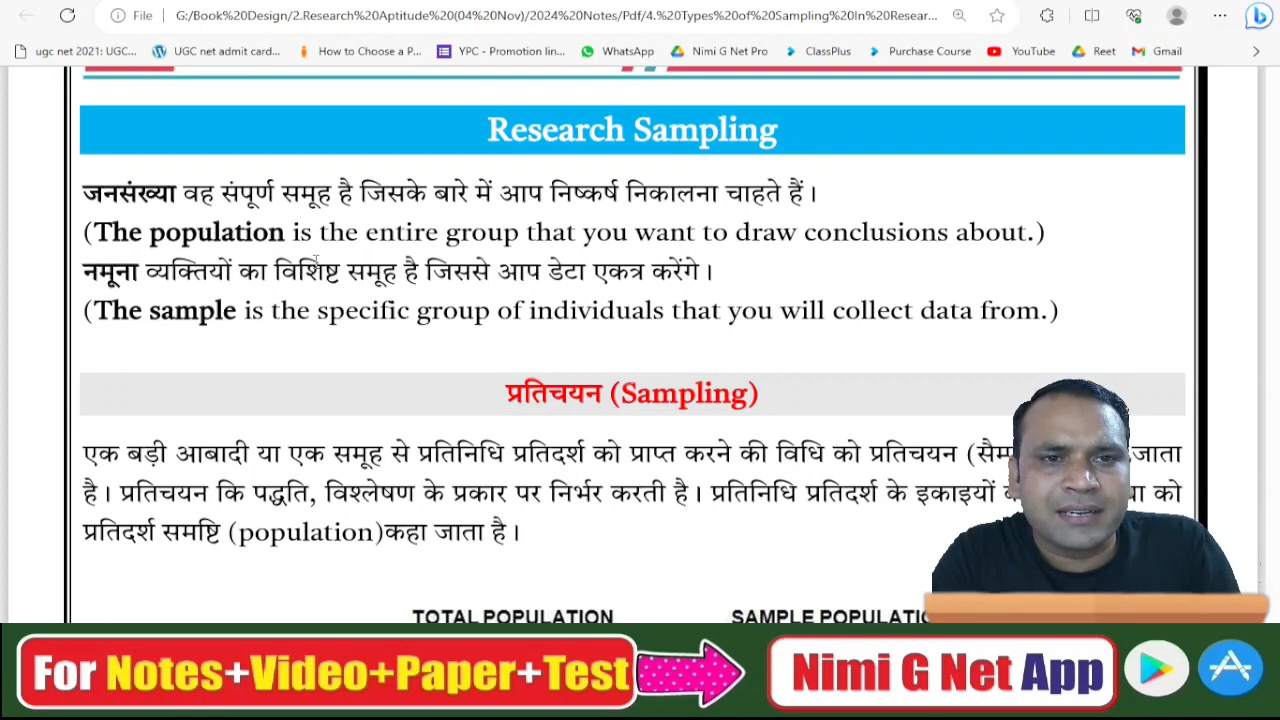 File G:/Book%20Design/2.Research%20Aptitude%20(04%20Nov)/2024%20Notes/Pdf/4.%20Types%20of%20Sampling%20In%20Resear...
ugc net 2021: UGC... UGC net admit card... How to Choose a P... YPC - Promotion lin... WhatsApp Nimi G Net Pro ClassPlus Purchase Course YouTube Reet Gmail
Research Sampling
जनसंख्या वह संपूर्ण समूह है जिसके बारे में आप निष्कर्ष निकालना चाहते हैं।
(The population is the entire group that you want to draw conclusions about.)
नमूना व्यक्तियों का विशिष्ट समूह है जिससे आप डेटा एकत्र करेंगे।
(The sample is the specific group of individuals that you will collect data from.)
प्रतिचयन (Sampling)
एक बड़ी आबादी या एक समूह से प्रतिनिधि प्रतिदर्श को प्राप्त करने की विधि को प्रतिचयन जाता
है। प्रतिचयन कि पद्धति, विश्लेषण के प्रकार पर निर्भर करती है। प्रतिनिधि प्रतिदर्श के इकाइयों को
प्रतिदर्श समष्टि (population)कहा जाता है।
TOTAL POPULATION SAMPLE
For Notes+Video+Paper+Test Nimi G Net App